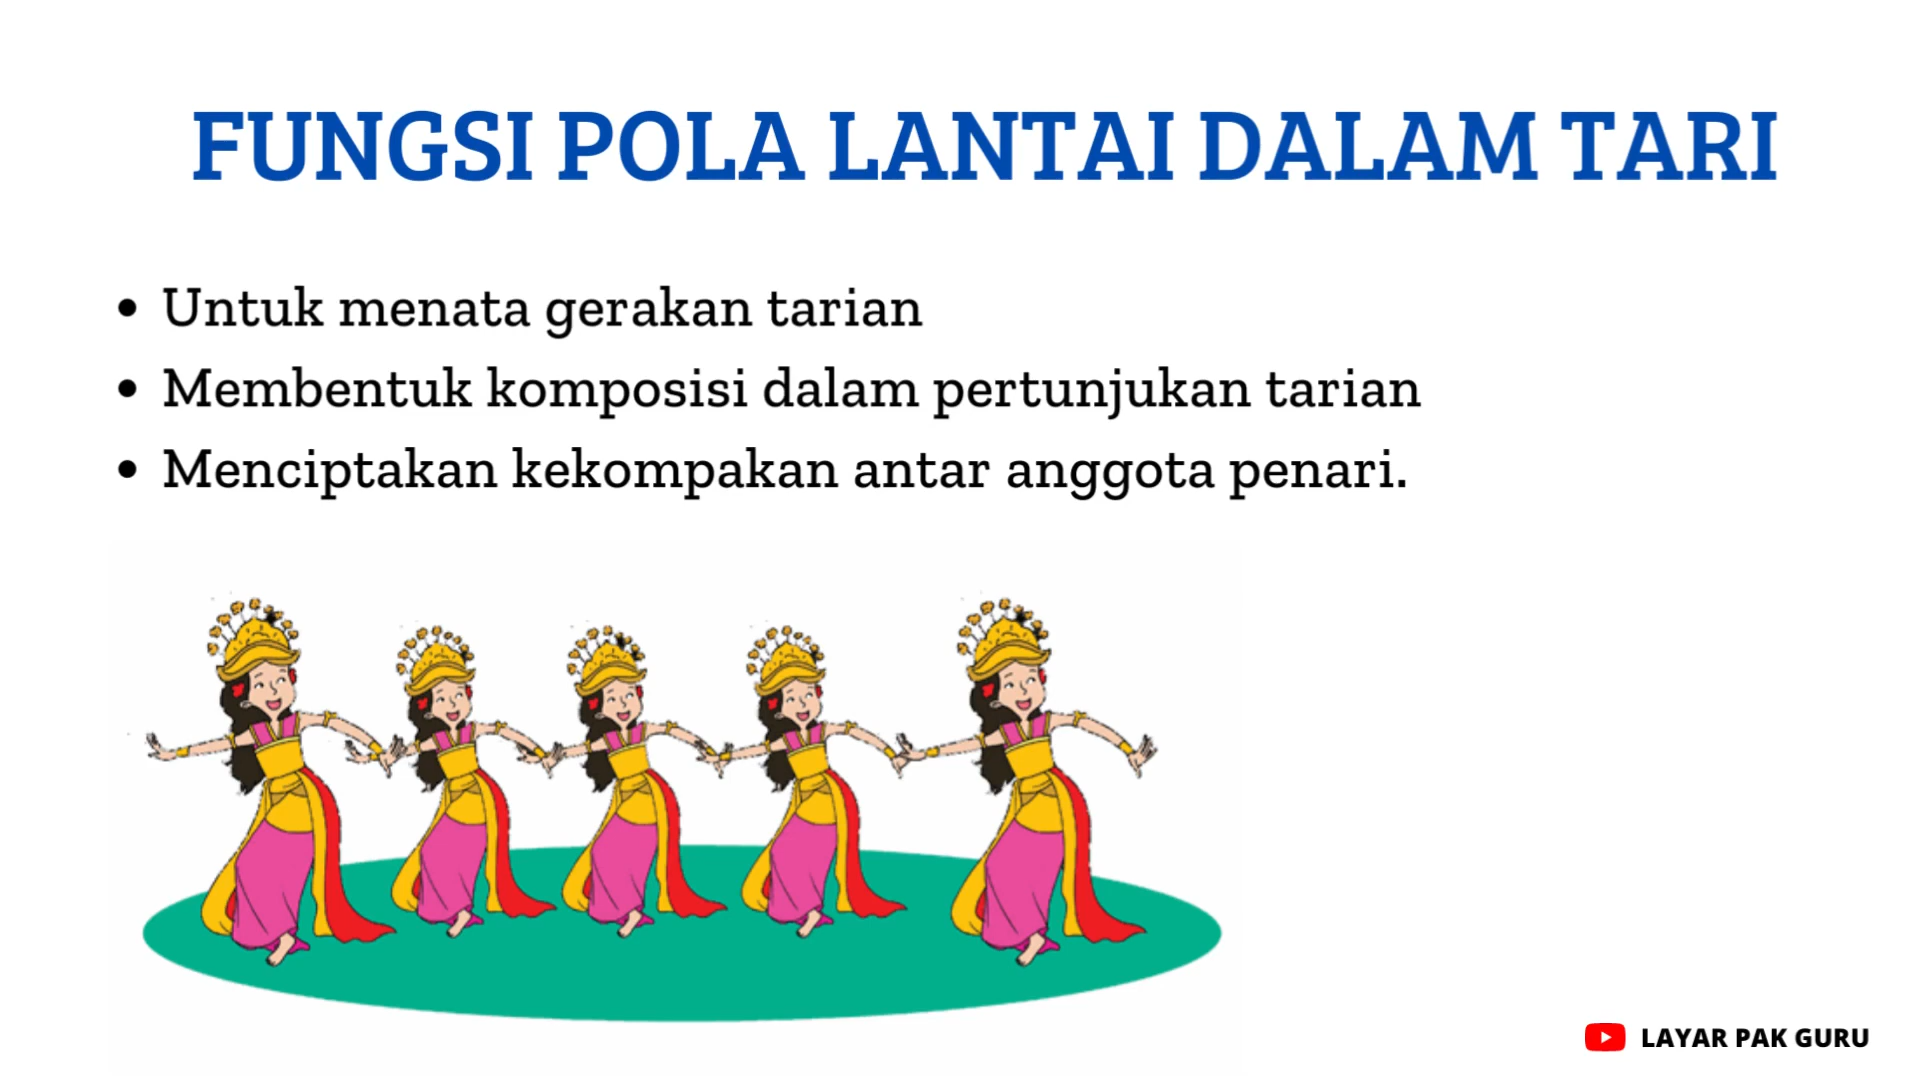 FUNGSI POLA LANTAI DALAM TARI
• Untuk menata gerakan tarian
• Membentuk komposisi dalam pertunjukan tarian
• Menciptakan kekompakan antar anggota penari.
LAYAR PAK GURU